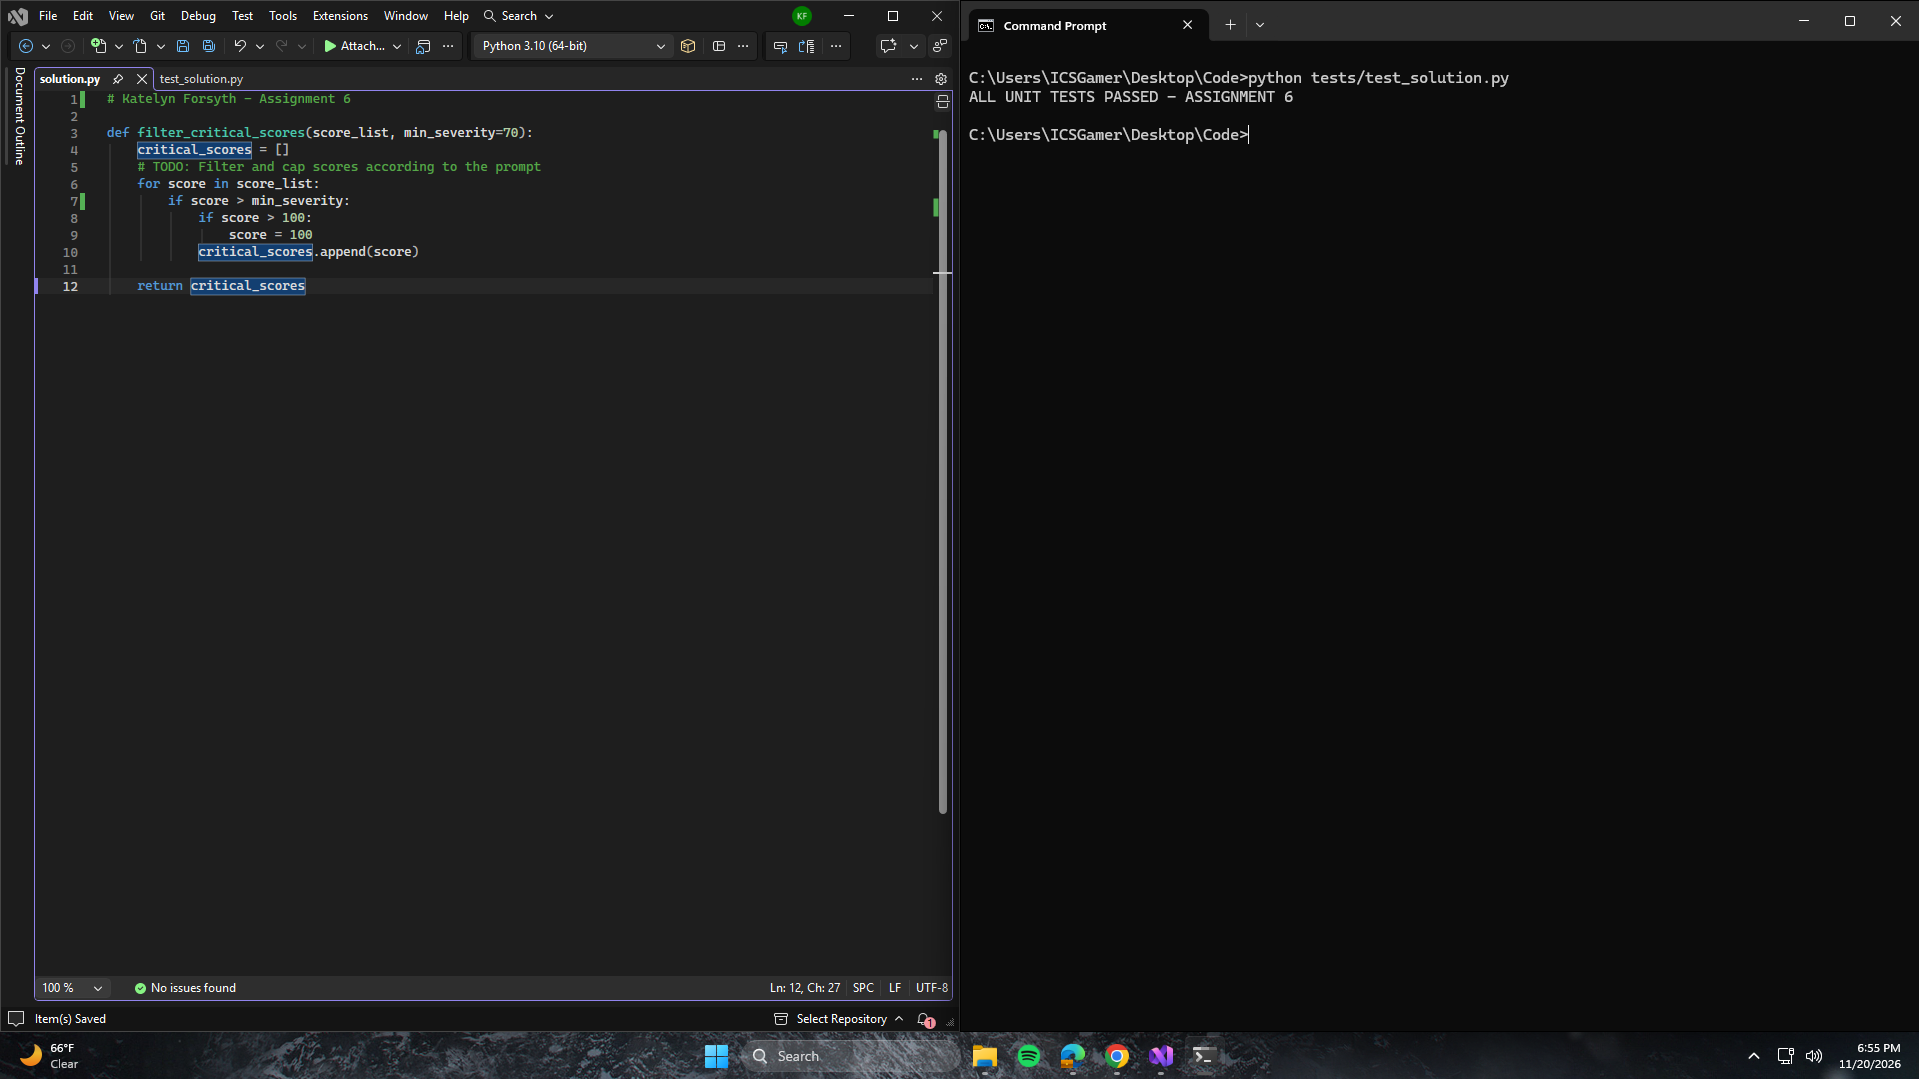 File Edit View Git Debug Test Tools Extensions Window Help Search KF
Attach... Python 3.10 (64-bit)
Document Outline
solution.py test_solution.py
1 # Katelyn Forsyth - Assignment 6
2
3 def filter_critical_scores(score_list, min_severity=70):
4 critical_scores = []
5 # TODO: Filter and cap scores according to the prompt
6 for score in score_list:
7 if score > min_severity:
8 if score > 100:
9 score = 100
10 critical_scores.append(score)
11
12 return critical_scores
100 % No issues found Ln: 12, Ch: 27 SPC LF UTF-8
Item(s) Saved Select Repository 1
Command Prompt
C:\Users\ICSGamer\Desktop\Code>python tests/test_solution.py
ALL UNIT TESTS PASSED - ASSIGNMENT 6
C:\Users\ICSGamer\Desktop\Code>
66°F
Clear
Search
6:55 PM
11/20/2026